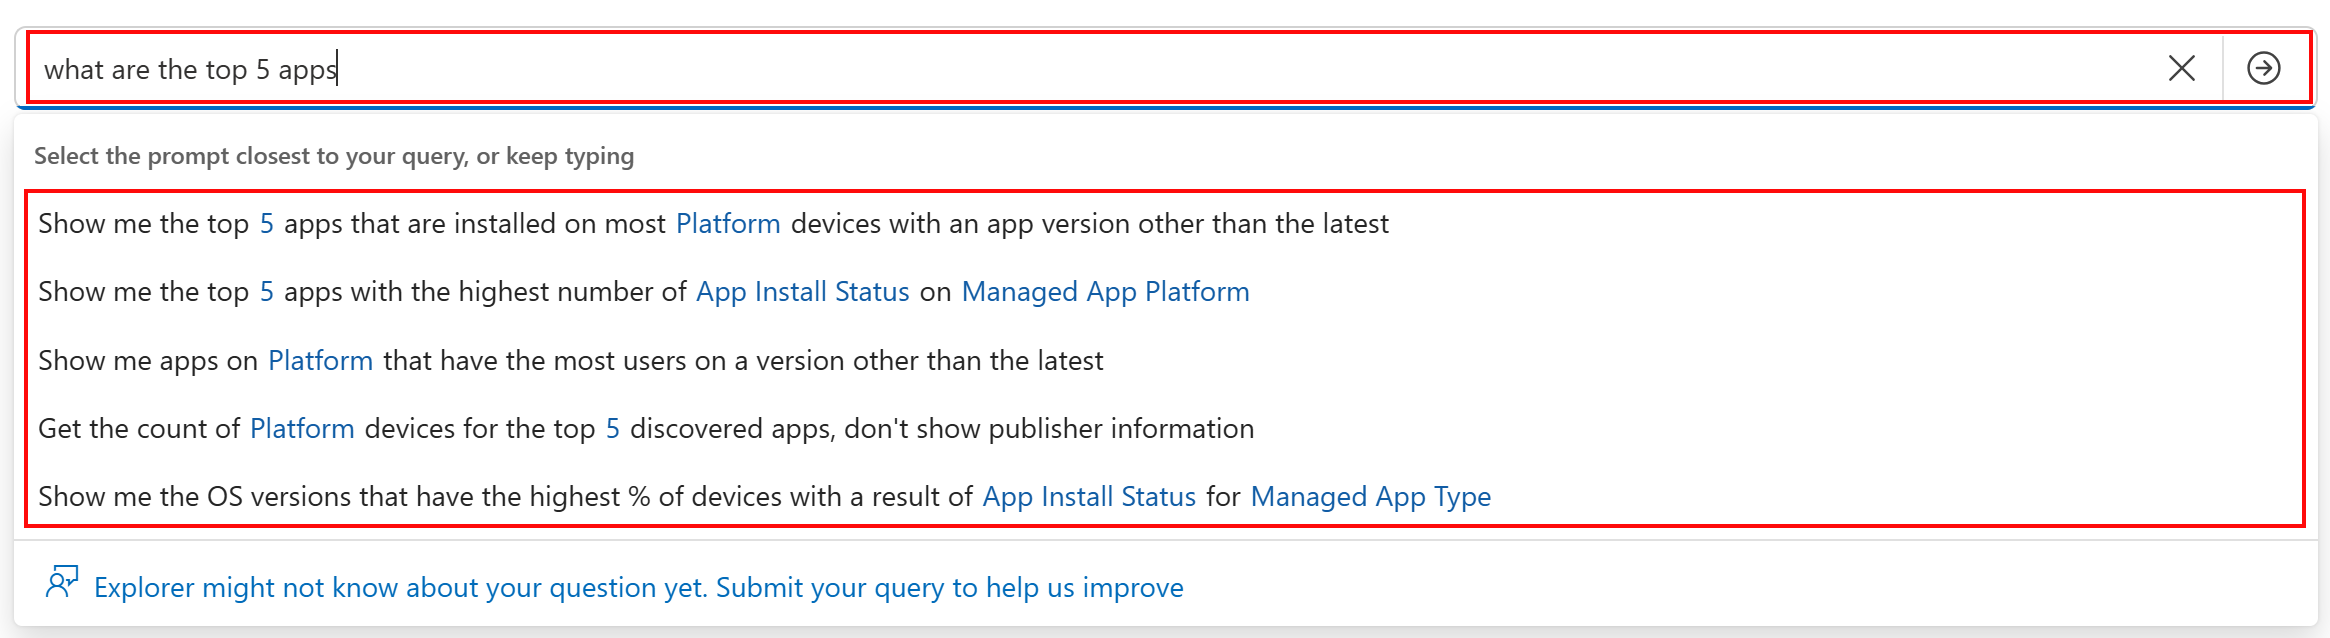 what are the top 5 apps
Select the prompt closest to your query, or keep typing
Show me the top 5 apps that are installed on most Platform devices with an app version other than the latest
Show me the top 5 apps with the highest number of App Install Status on Managed App Platform
Show me apps on Platform that have the most users on a version other than the latest
Get the count of Platform devices for the top 5 discovered apps, don't show publisher information
Show me the OS versions that have the highest % of devices with a result of App Install Status for Managed App Type
Explorer might not know about your question yet. Submit your query to help us improve